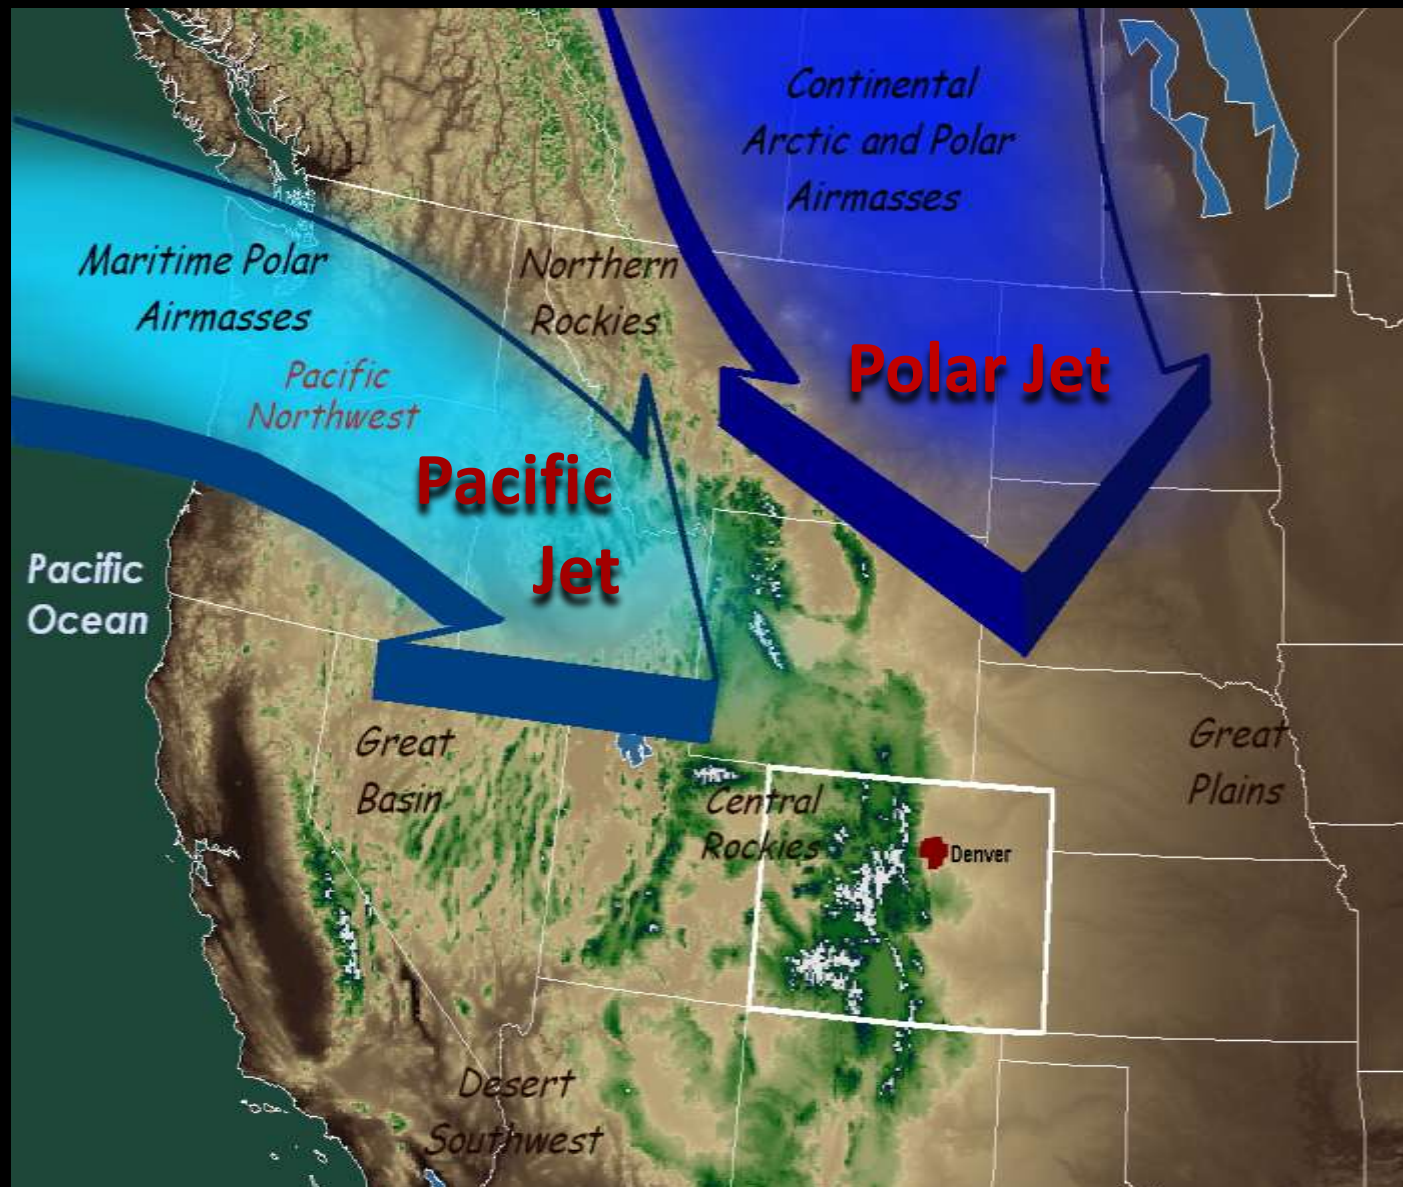 Continental
Arctic and Polar
Airmasses
Maritime Polar
Airmasses
Northern
Rockies
Pacific
Northwest
Polar Jet
Pacific
Jet
Pacific
Ocean
Great
Basin
Great
Plains
Central
Rockies
Denver
Desert
Southwest